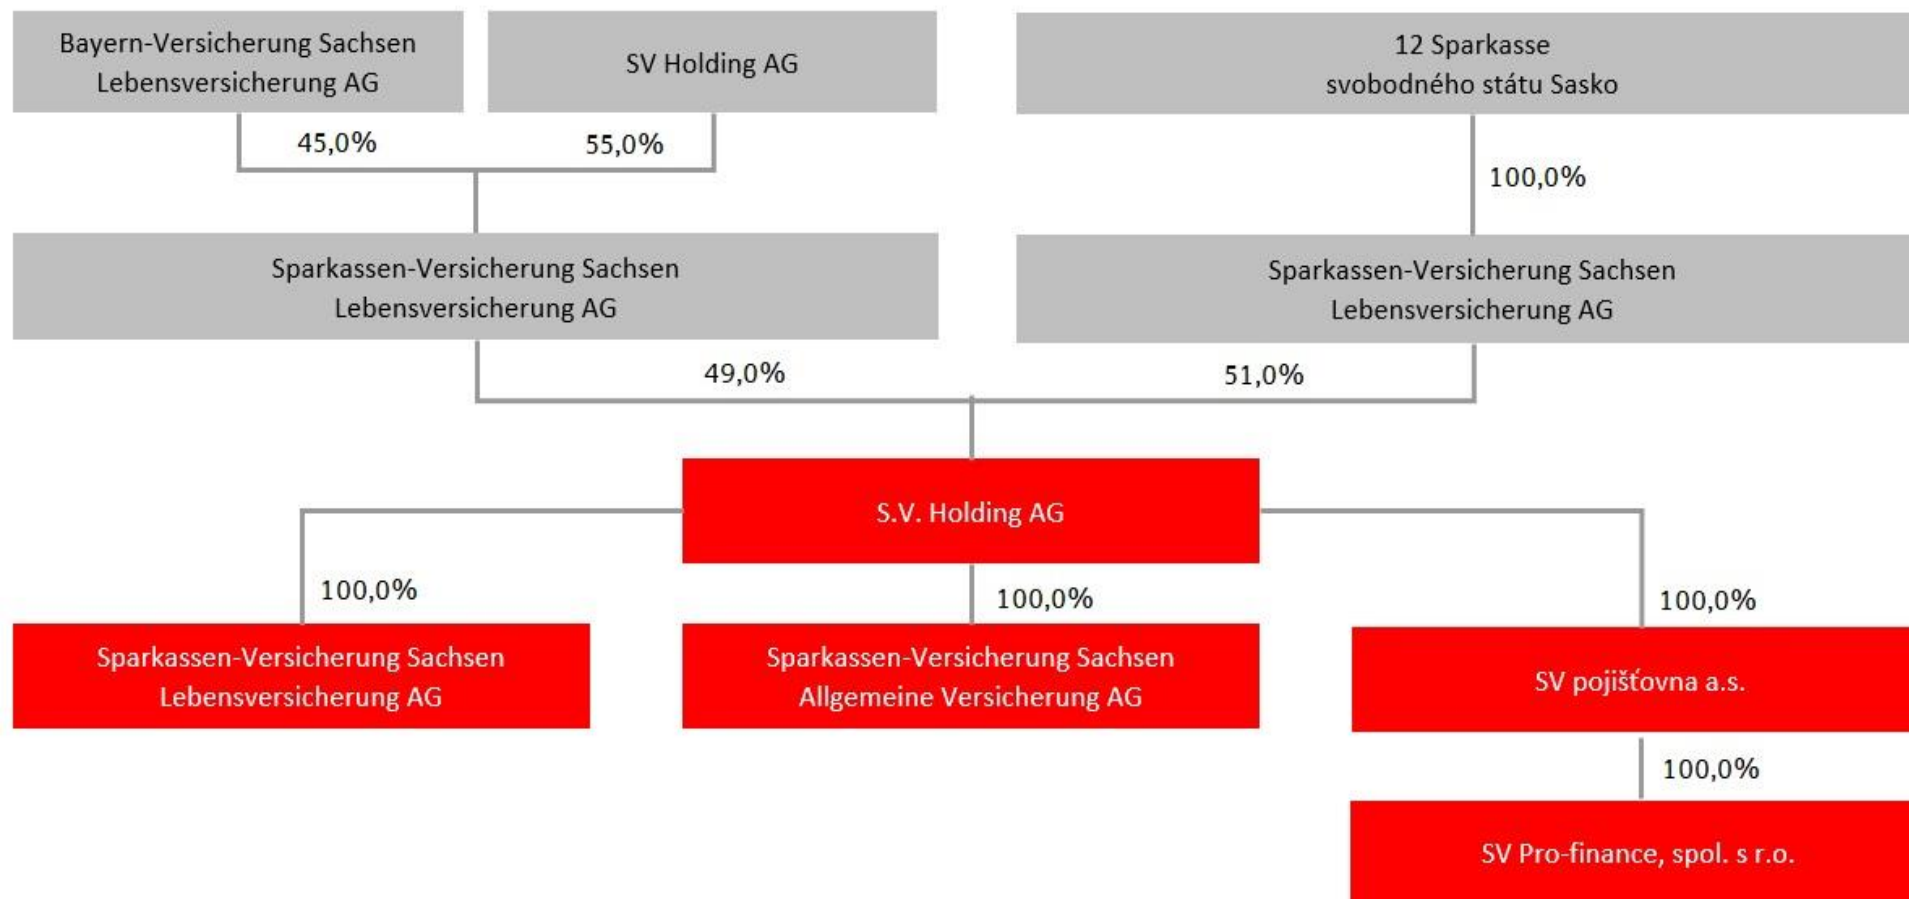 Bayern-Versicherung Sachsen
Lebensversicherung AG
SV Holding AG
12 Sparkasse
svobodného státu Sasko
45,0%
55,0%
100,0%
Sparkassen-Versicherung Sachsen
Lebensversicherung AG
Sparkassen-Versicherung Sachsen
Lebensversicherung AG
49,0%
51,0%
S.V. Holding AG
100,0%
100,0%
100,0%
Sparkassen-Versicherung Sachsen
Lebensversicherung AG
Sparkassen-Versicherung Sachsen
Allgemeine Versicherung AG
SV pojišťovna a.s.
100,0%
SV Pro-finance, spol. s r.o.